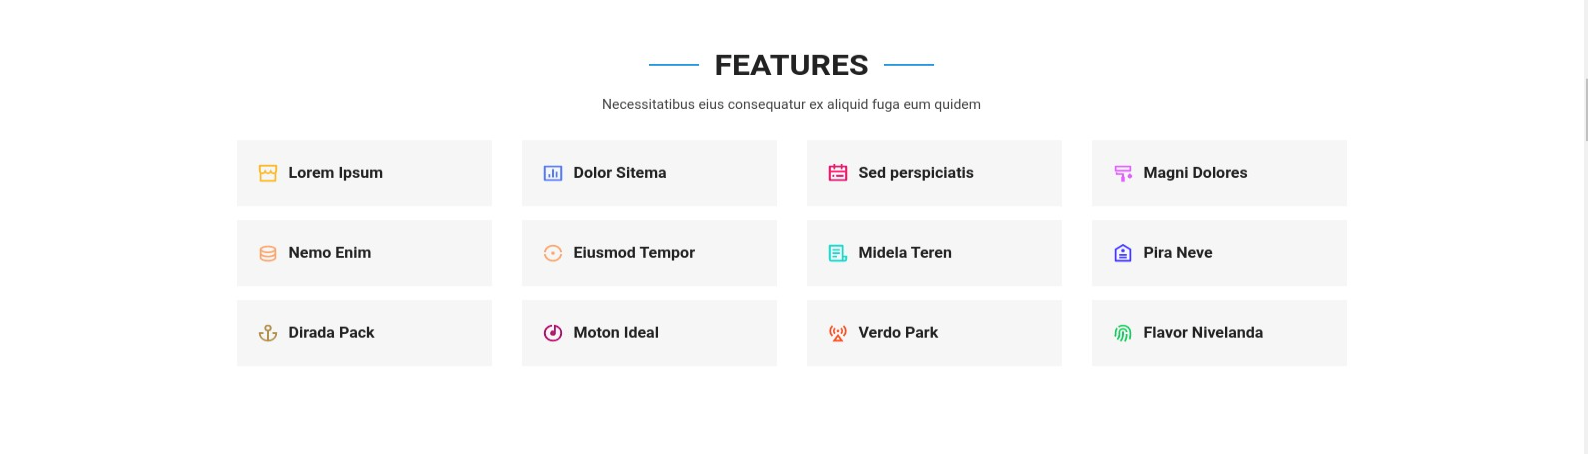 FEATURES
Necessitatibus eius consequatur ex aliquid fuga eum quidem
Lorem Ipsum
Dolor Sitema
Sed perspiciatis
Magni Dolores
Nemo Enim
Eiusmod Tempor
Midela Teren
Pira Neve
Dirada Pack
Moton Ideal
Verdo Park
Flavor Nivelanda